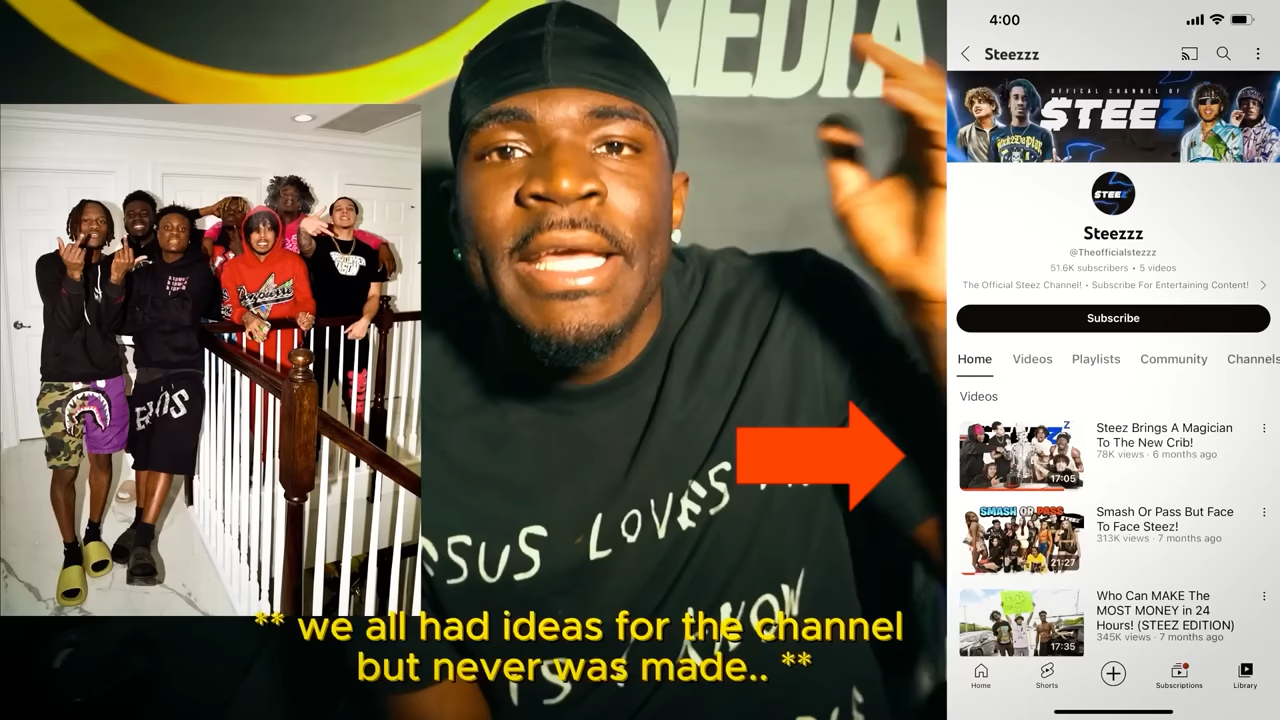 MEDIA
JESUS LOVES
KNOW
IS
** we all had ideas for the channel
but never was made.. **
4:00
Steezzz
OFFICAL CHANNEL OF
$TEEZ
STEEZ
Steezzz
@Theofficialstezzz
51.6K subscribers • 5 videos
The Official Steez Channel! • Subscribe For Entertaining Content!
Subscribe
Home Videos Playlists Community Channels
Videos
Steez Brings A Magician
To The New Crib!
78K views · 6 months ago
17:05
SMASH OR PASS
Smash Or Pass But Face
To Face Steez!
313K views · 7 months ago
21:27
Who Can MAKE The
MOST MONEY in 24
Hours! (STEEZ EDITION)
345K views · 7 months ago
17:35
Home Shorts Subscriptions Library